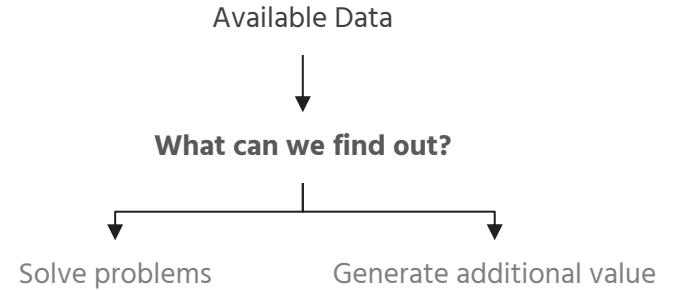 Available Data
What can we find out?
Solve problems
Generate additional value